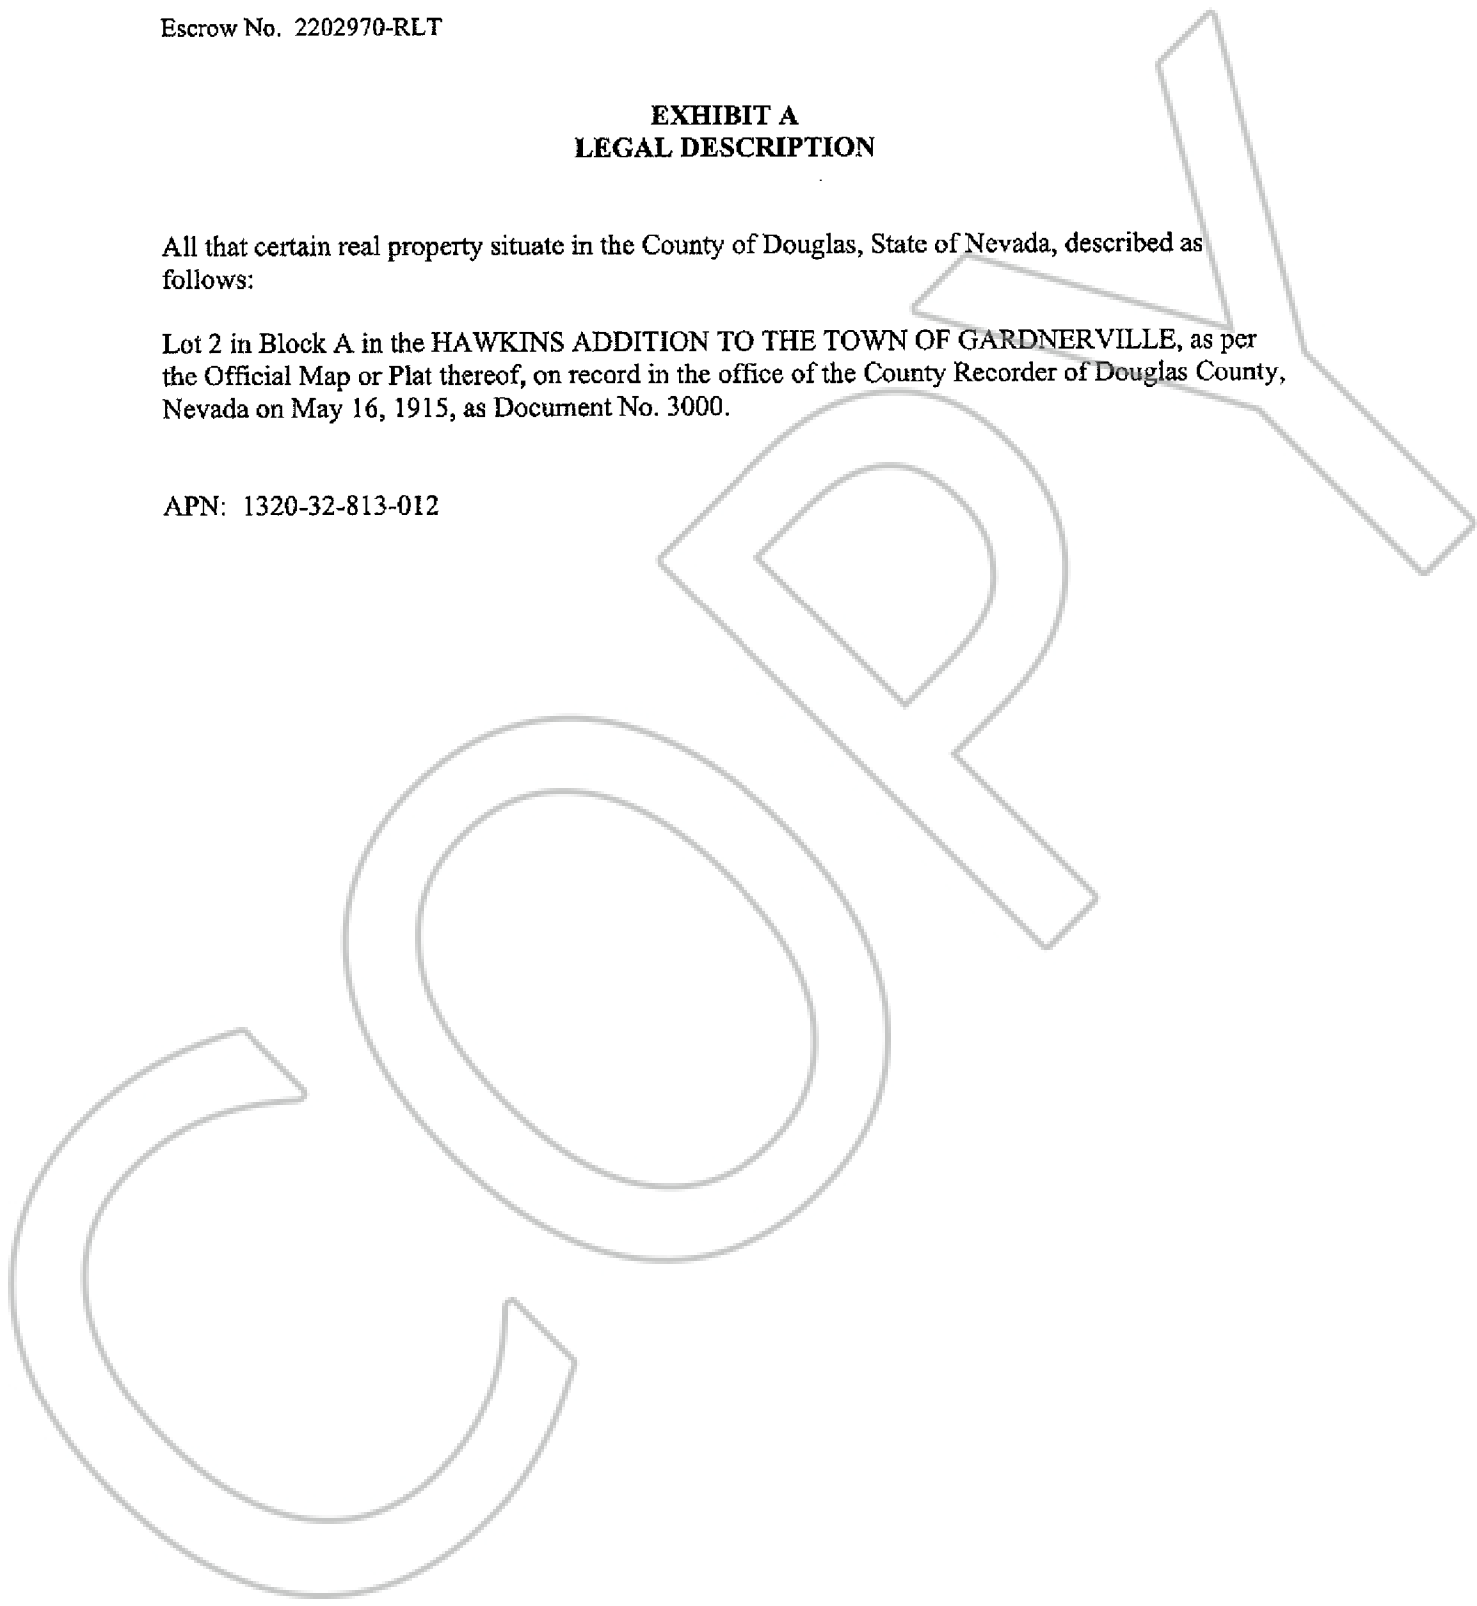 Escrow No. 2202970-RLT
EXHIBIT A
LEGAL DESCRIPTION
All that certain real property situate in the County of Douglas, State of Nevada, described as
follows:
Lot 2 in Block A in the HAWKINS ADDITION TO THE TOWN OF GARDNERVILLE, as per
the Official Map or Plat thereof, on record in the office of the County Recorder of Douglas County,
Nevada on May 16, 1915, as Document No. 3000.
APN: 1320-32-813-012
COPY